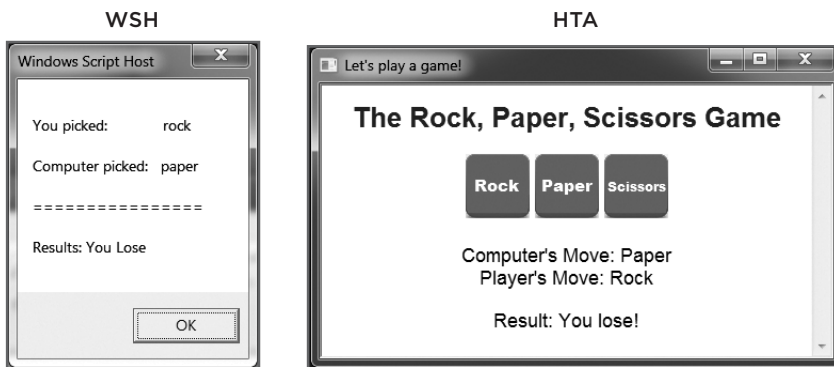 WSH
Windows Script Host
X
You picked: rock
Computer picked: paper
================
Results: You Lose
OK
HTA
Let's play a game!
X
The Rock, Paper, Scissors Game
Rock Paper Scissors
Computer's Move: Paper
Player's Move: Rock
Result: You lose!